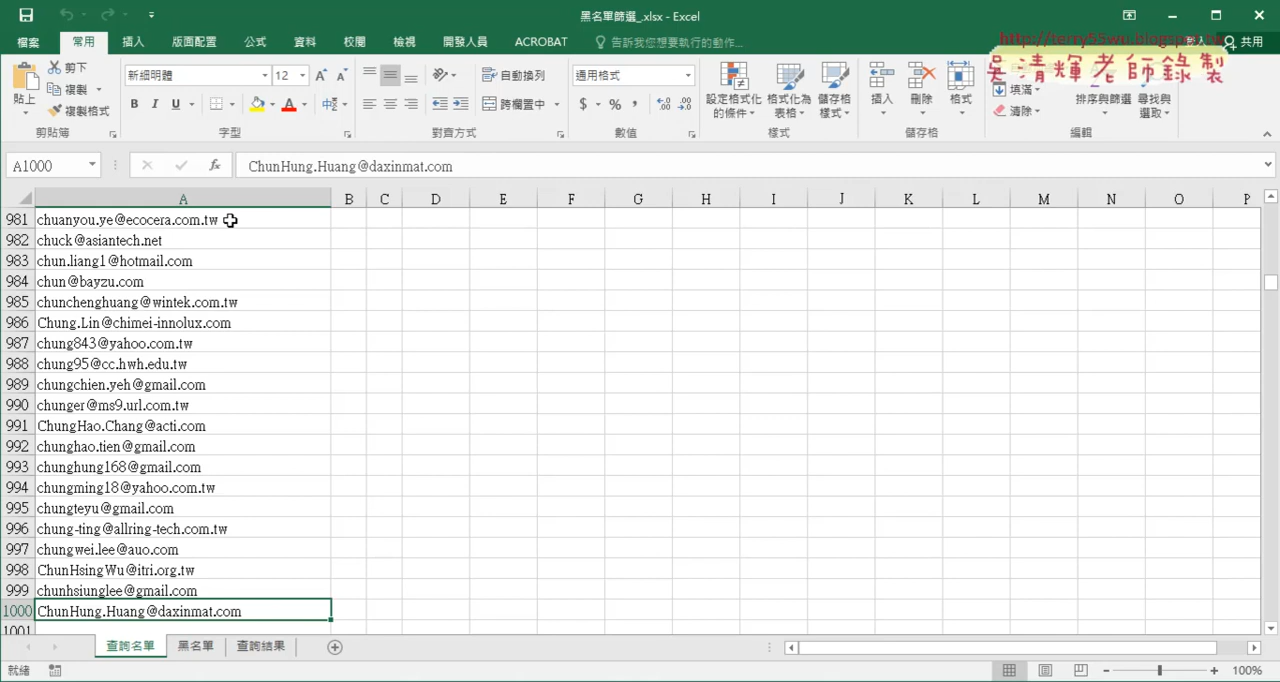 黑名單篩選_.xlsx - Excel
檔案 常用 插入 版面配置 公式 資料 校閱 檢視 開發人員 ACROBAT 告訴我您想要執行的動作... 共用
http://terry55wu.blogspot.tw
吳清輝老師錄製
貼上 剪下 複製 複製格式 剪貼簿
新細明體 12 B I U A 字型
自動換列 跨欄置中 對齊方式
通用格式 $ % , 數值
設定格式化的條件 格式化為表格 儲存格樣式 樣式
插入 刪除 格式 儲存格
填滿 清除 排序與篩選 尋找與選取 編輯
A1000 fx ChunHung.Huang@daxinmat.com
A B C D E F G H I J K L M N O P
981 chuanyou.ye@ecocera.com.tw
982 chuck@asiantech.net
983 chun.liang1@hotmail.com
984 chun@bayzu.com
985 chunchenghuang@wintek.com.tw
986 Chung.Lin@chimei-innolux.com
987 chung843@yahoo.com.tw
988 chung95@cc.hwh.edu.tw
989 chungchien.yeh@gmail.com
990 chunger@ms9.url.com.tw
991 ChungHao.Chang@acti.com
992 chunghao.tien@gmail.com
993 chunghung168@gmail.com
994 chungming18@yahoo.com.tw
995 chungteyu@gmail.com
996 chung-ting@allring-tech.com.tw
997 chungwei.lee@auo.com
998 ChunHsingWu@itri.org.tw
999 chunhsiunglee@gmail.com
1000 ChunHung.Huang@daxinmat.com
1001
查詢名單 黑名單 查詢結果
就緒 100%